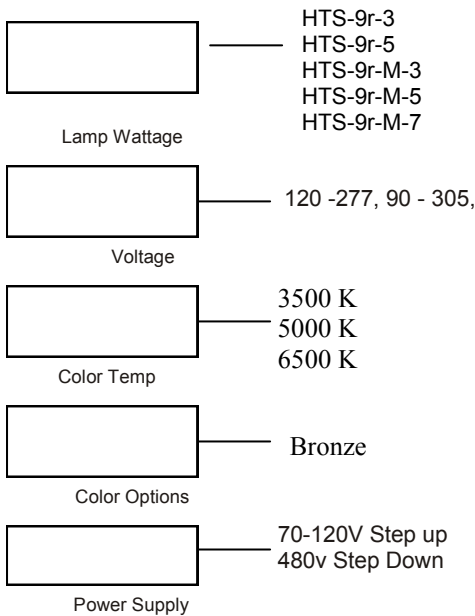 HTS-9r-3
HTS-9r-5
HTS-9r-M-3
HTS-9r-M-5
HTS-9r-M-7
Lamp Wattage
120 -277, 90 - 305,
Voltage
3500 K
5000 K
6500 K
Color Temp
Bronze
Color Options
70-120V Step up
480v Step Down
Power Supply